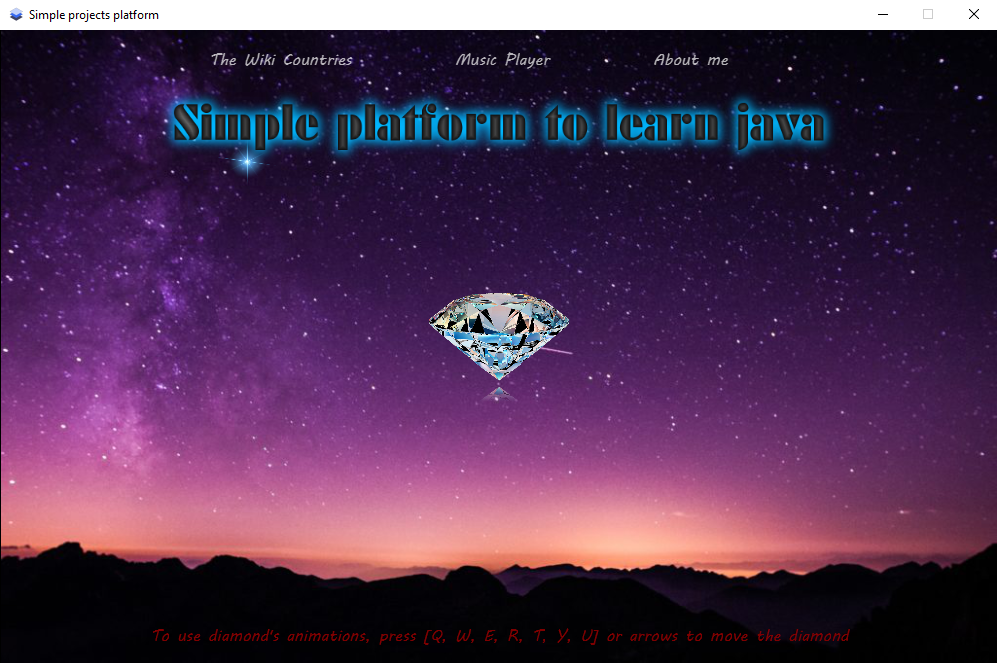 Simple projects platform
The Wiki Countries Music Player About me
Simple platform to learn java
To use diamond's animations, press [Q, W, E, R, T, Y, U] or arrows to move the diamond